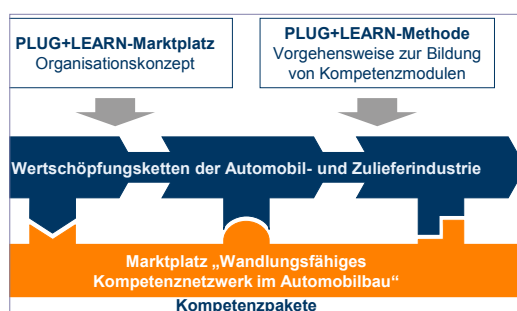 PLUG+LEARN-Marktplatz
Organisationskonzept
PLUG+LEARN-Methode
Vorgehensweise zur Bildung
von Kompetenzmodulen
Wertschöpfungsketten der Automobil- und Zulieferindustrie
Marktplatz „Wandlungsfähiges
Kompetenznetzwerk im Automobilbau“
Kompetenzpakete